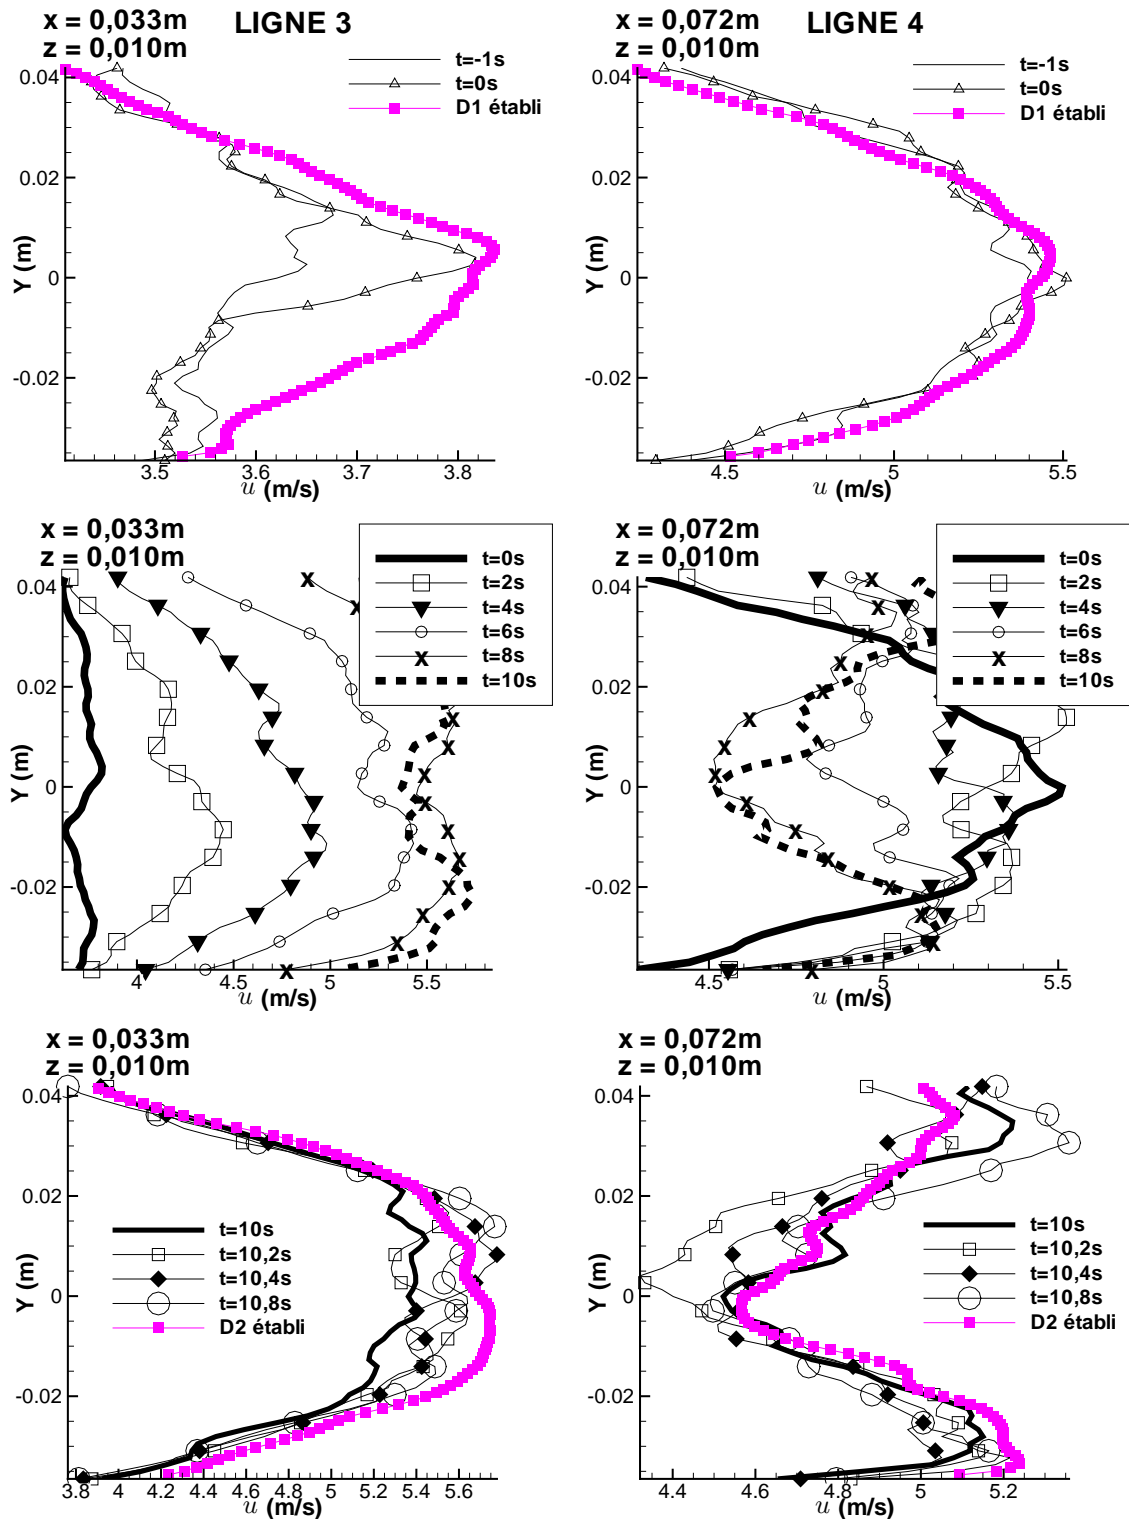 x = 0,033m
z = 0,010m
LIGNE 3
t=-1s
t=0s
D1 établi
0.04
0.02
0
-0.02
Y (m)
3.5
3.6
3.7
3.8
u (m/s)
x = 0,072m
z = 0,010m
LIGNE 4
t=-1s
t=0s
D1 établi
0.04
0.02
0
-0.02
Y (m)
4.5
5
5.5
u (m/s)
x = 0,033m
z = 0,010m
t=0s
t=2s
t=4s
t=6s
t=8s
t=10s
0.04
0.02
0
-0.02
Y (m)
4
4.5
5
5.5
u (m/s)
x = 0,072m
z = 0,010m
t=0s
t=2s
t=4s
t=6s
t=8s
t=10s
0.04
0.02
0
-0.02
Y (m)
4.5
5
5.5
u (m/s)
x = 0,033m
z = 0,010m
t=10s
t=10,2s
t=10,4s
t=10,8s
D2 établi
0.04
0.02
0
-0.02
Y (m)
3.8
4
4.2
4.4
4.6
4.8
5
5.2
5.4
5.6
u (m/s)
x = 0,072m
z = 0,010m
t=10s
t=10,2s
t=10,4s
t=10,8s
D2 établi
0.04
0.02
0
-0.02
Y (m)
4.4
4.6
4.8
5
5.2
u (m/s)